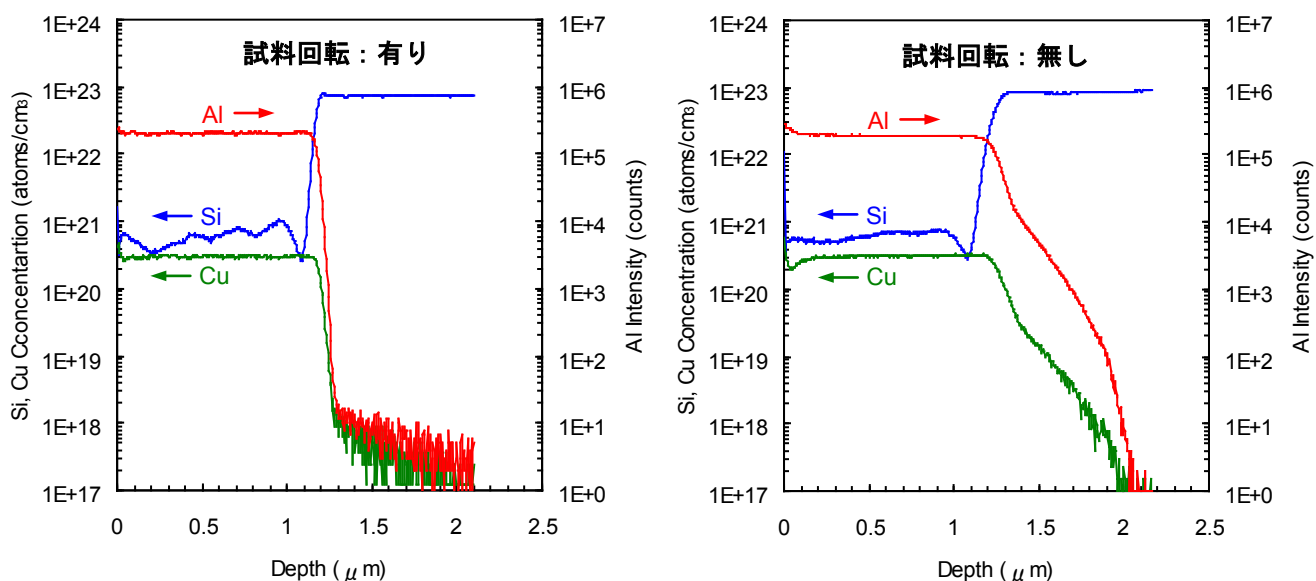 試料回転：有り
Si, Cu Ccontartion (atoms/cm3)
1E+24
1E+23
1E+22
1E+21
1E+20
1E+19
1E+18
1E+17
Al
Si
Cu
1E+7
1E+6
1E+5
1E+4
1E+3
1E+2
1E+1
1E+0
Al Intensity (counts)
0 0.5 1 1.5 2 2.5
Depth ( μm)
試料回転：無し
Si, Cu Concentration (atoms/cm3)
1E+24
1E+23
1E+22
1E+21
1E+20
1E+19
1E+18
1E+17
Al
Si
Cu
1E+7
1E+6
1E+5
1E+4
1E+3
1E+2
1E+1
1E+0
Al Intensity (counts)
0 0.5 1 1.5 2 2.5
Depth ( μm)